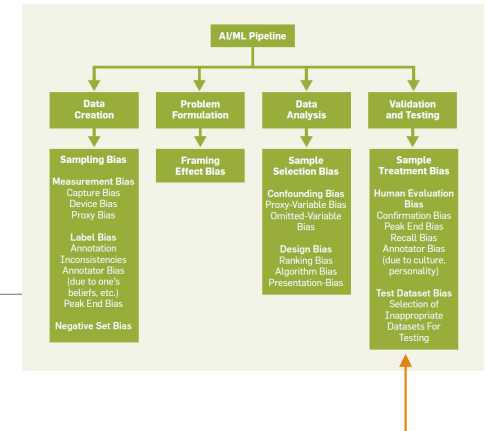 AI/ML Pipeline
Data
Creation
Problem
Formulation
Data
Analysis
Validation
and Testing
Sampling Bias
Measurement Bias
Capture Bias
Device Bias
Proxy Bias
Label Bias
Annotation
Inconsistencies
Annotator Bias
(due to one's
beliefs, etc.)
Peak End Bias
Negative Set Bias
Framing
Effect Bias
Sample
Selection Bias
Confounding Bias
Proxy-Variable Bias
Omitted-Variable
Bias
Design Bias
Ranking Bias
Algorithm Bias
Presentation-Bias
Sample
Treatment Bias
Human Evaluation
Bias
Confirmation Bias
Peak End Bias
Recall Bias
Annotator Bias
(due to culture,
personality)
Test Dataset Bias
Selection of
Inappropriate
Datasets For
Testing